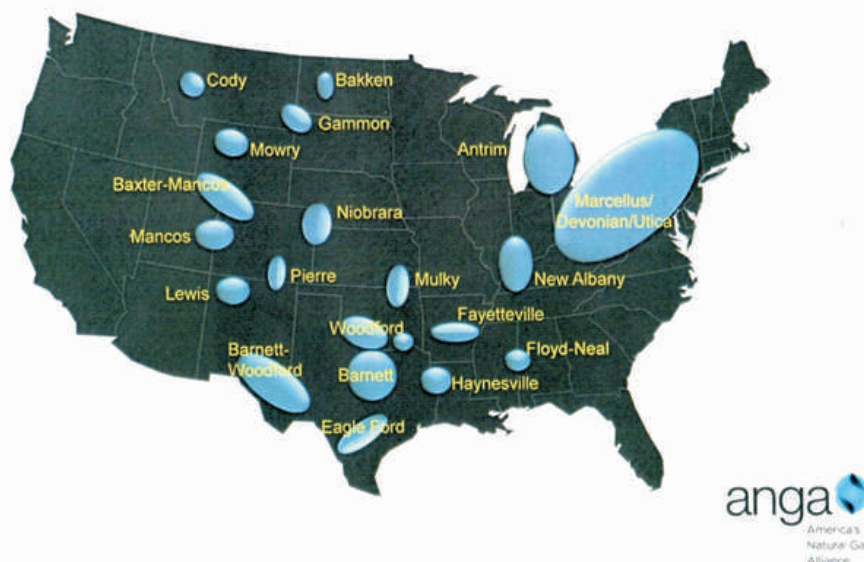 Cody
Bakken
Gammon
Mowry
Antrim
Baxter-Mancos
Marcellus/
Devonian/Utica
Niobrara
Mancos
Pierre
Mulky
New Albany
Lewis
Fayetteville
Woodford
Barnett-
Woodford
Floyd-Neal
Barnett
Haynesville
Eagle Ford
anga
America's
Natural Ga
Alliance